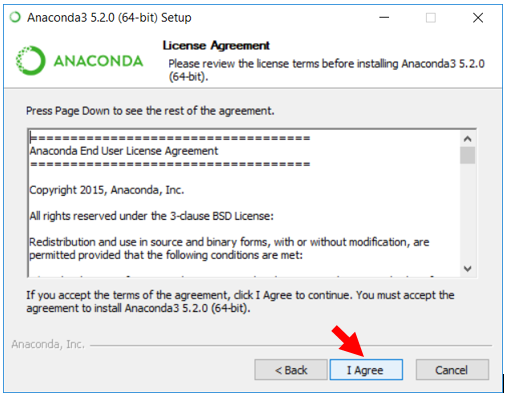 Anaconda3 5.2.0 (64-bit) Setup
ANACONDA
License Agreement
Please review the license terms before installing Anaconda3 5.2.0
(64-bit).
Press Page Down to see the rest of the agreement.
===================================
Anaconda End User License Agreement
===================================
Copyright 2015, Anaconda, Inc.
All rights reserved under the 3-clause BSD License:
Redistribution and use in source and binary forms, with or without modification, are
permitted provided that the following conditions are met:
If you accept the terms of the agreement, click I Agree to continue. You must accept the
agreement to install Anaconda3 5.2.0 (64-bit).
Anaconda, Inc.
< Back
I Agree
Cancel